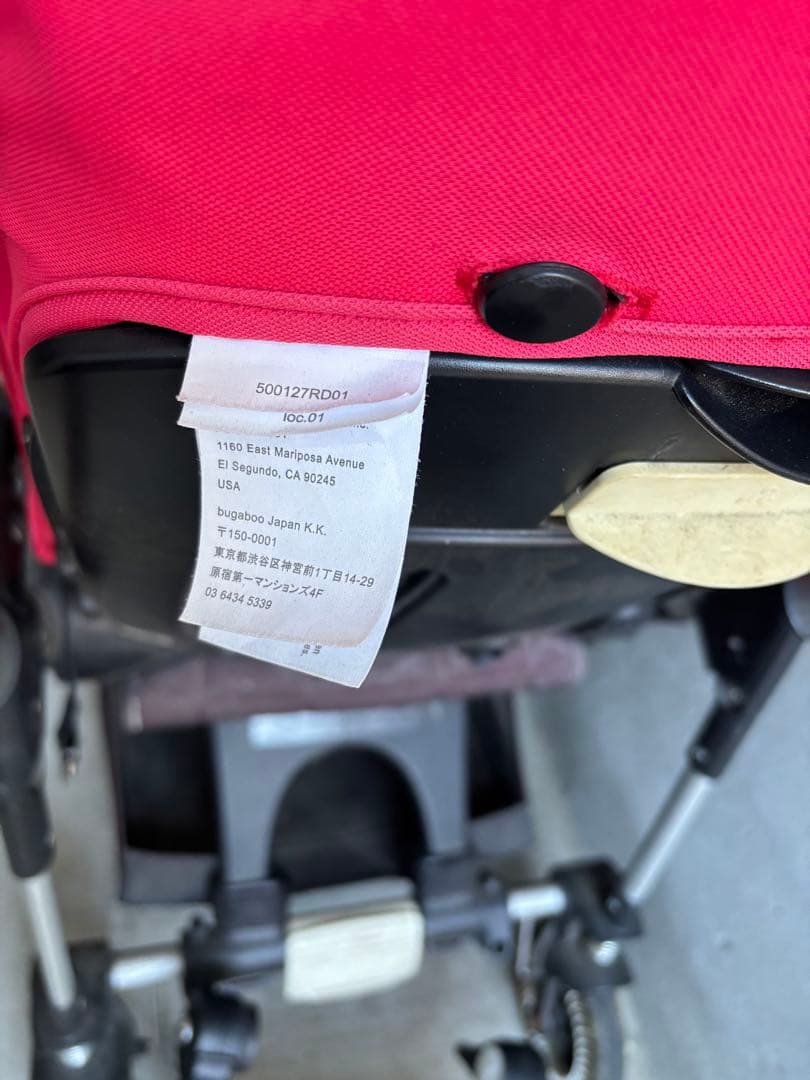 500127RD01
loc.01
1160 East Mariposa Avenue
El Segundo, CA 90245
USA
bugaboo Japan K.K.
〒150-0001
東京都渋谷区神宮前1丁目14-29
原宿第一マンションズ4F
03 6434 5339